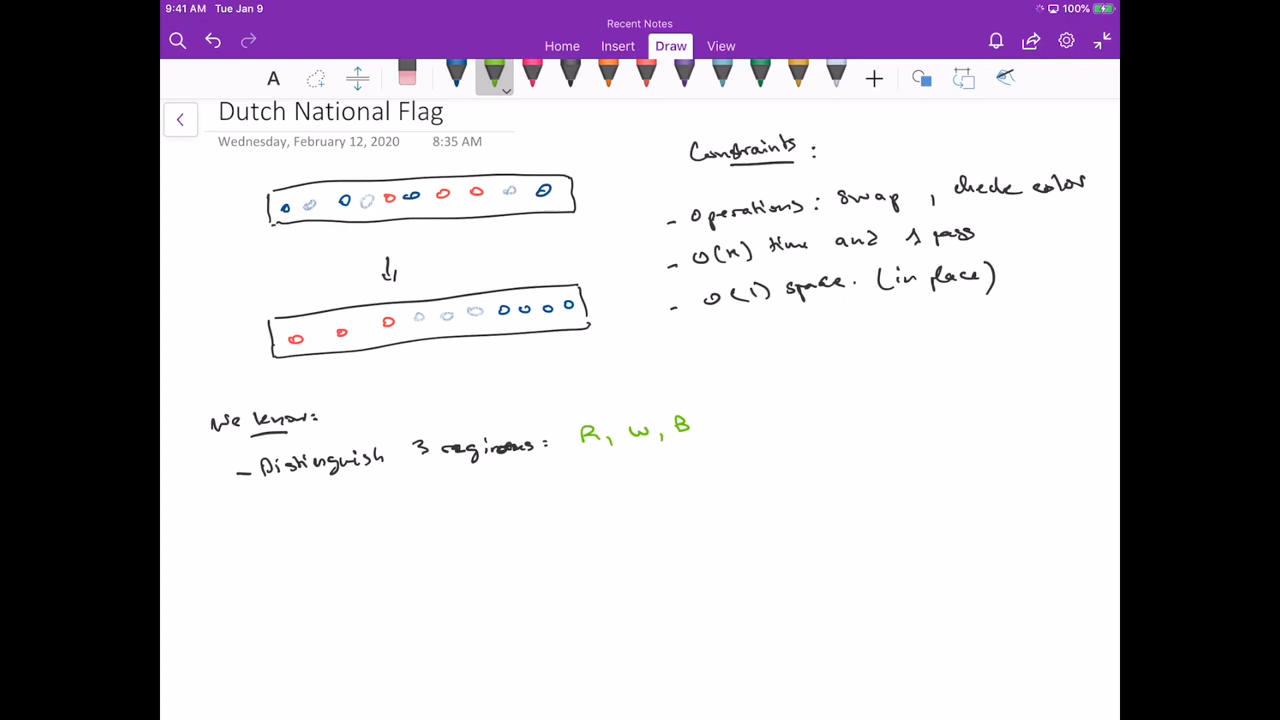 9:41 AM Tue Jan 9
100%
Recent Notes
Home Insert Draw View
A
Dutch National Flag
Wednesday, February 12, 2020 8:35 AM
Constraints :
- operations : swap , check color
- O(n) time and 1 pass
- O(1) space. (in place)
We know:
- Distinguish 3 regions : R, W, B